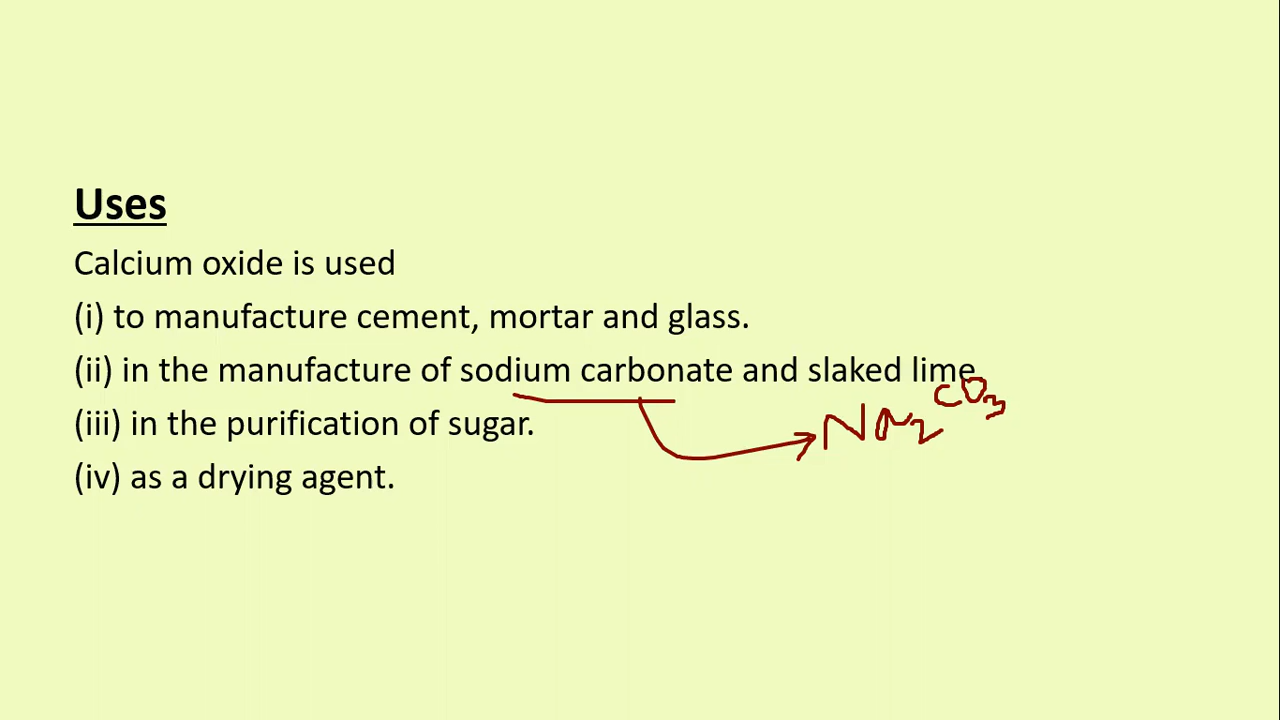 Uses
Calcium oxide is used
(i) to manufacture cement, mortar and glass.
(ii) in the manufacture of sodium carbonate and slaked lime
(iii) in the purification of sugar.
Na2CO3
(iv) as a drying agent.